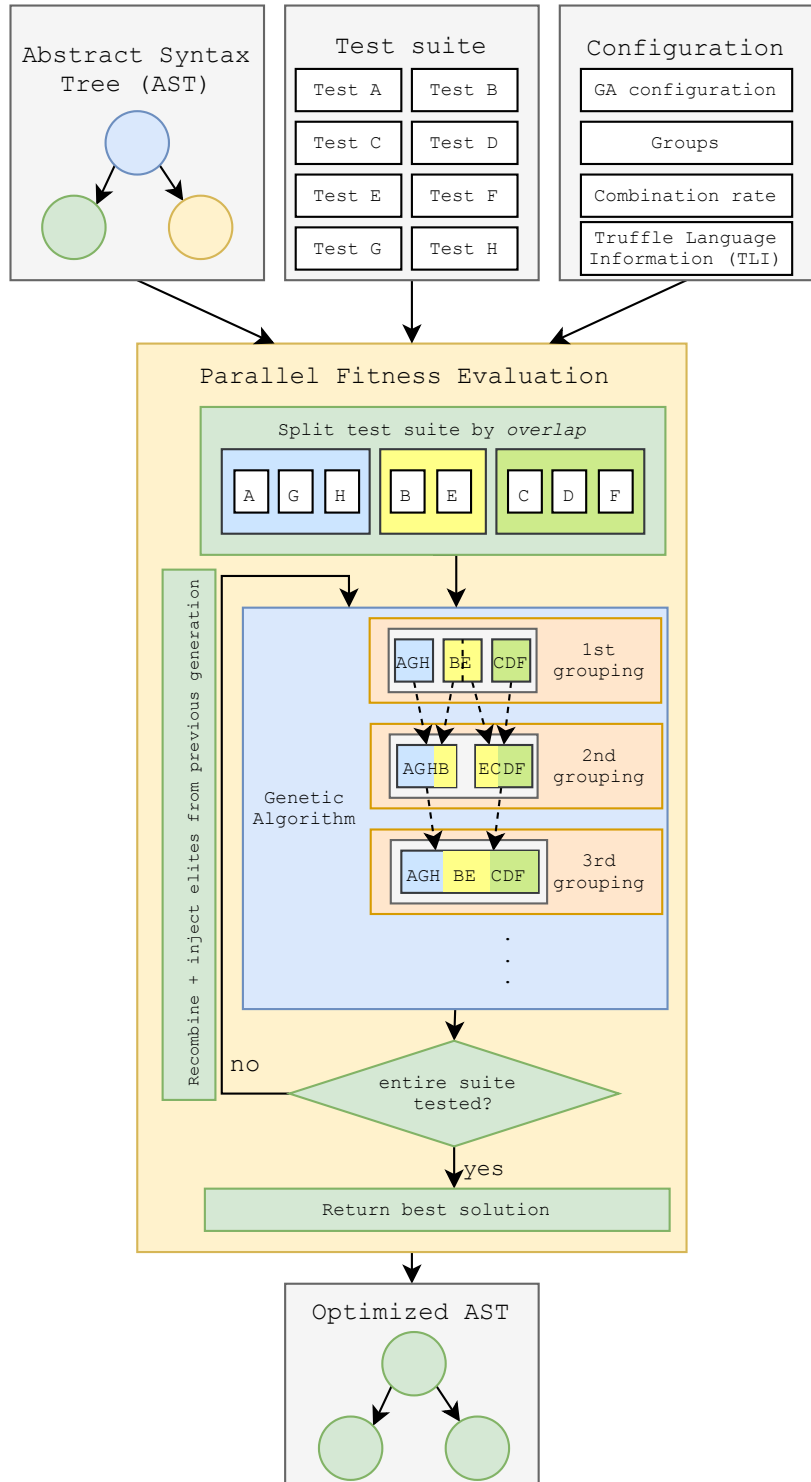 Abstract Syntax
Tree (AST)
Test suite
Test A
Test B
Test C
Test D
Test E
Test F
Test G
Test H
Configuration
GA configuration
Groups
Combination rate
Truffle Language
Information (TLI)
Parallel Fitness Evaluation
Split test suite by overlap
A G H B E C D F
Recombine + inject elites from previous generation
Genetic
Algorithm
AGH BE CDF
1st
grouping
AGHB ECDF
2nd
grouping
AGH BE CDF
3rd
grouping
.
.
.
no
entire suite
tested?
yes
Return best solution
Optimized AST